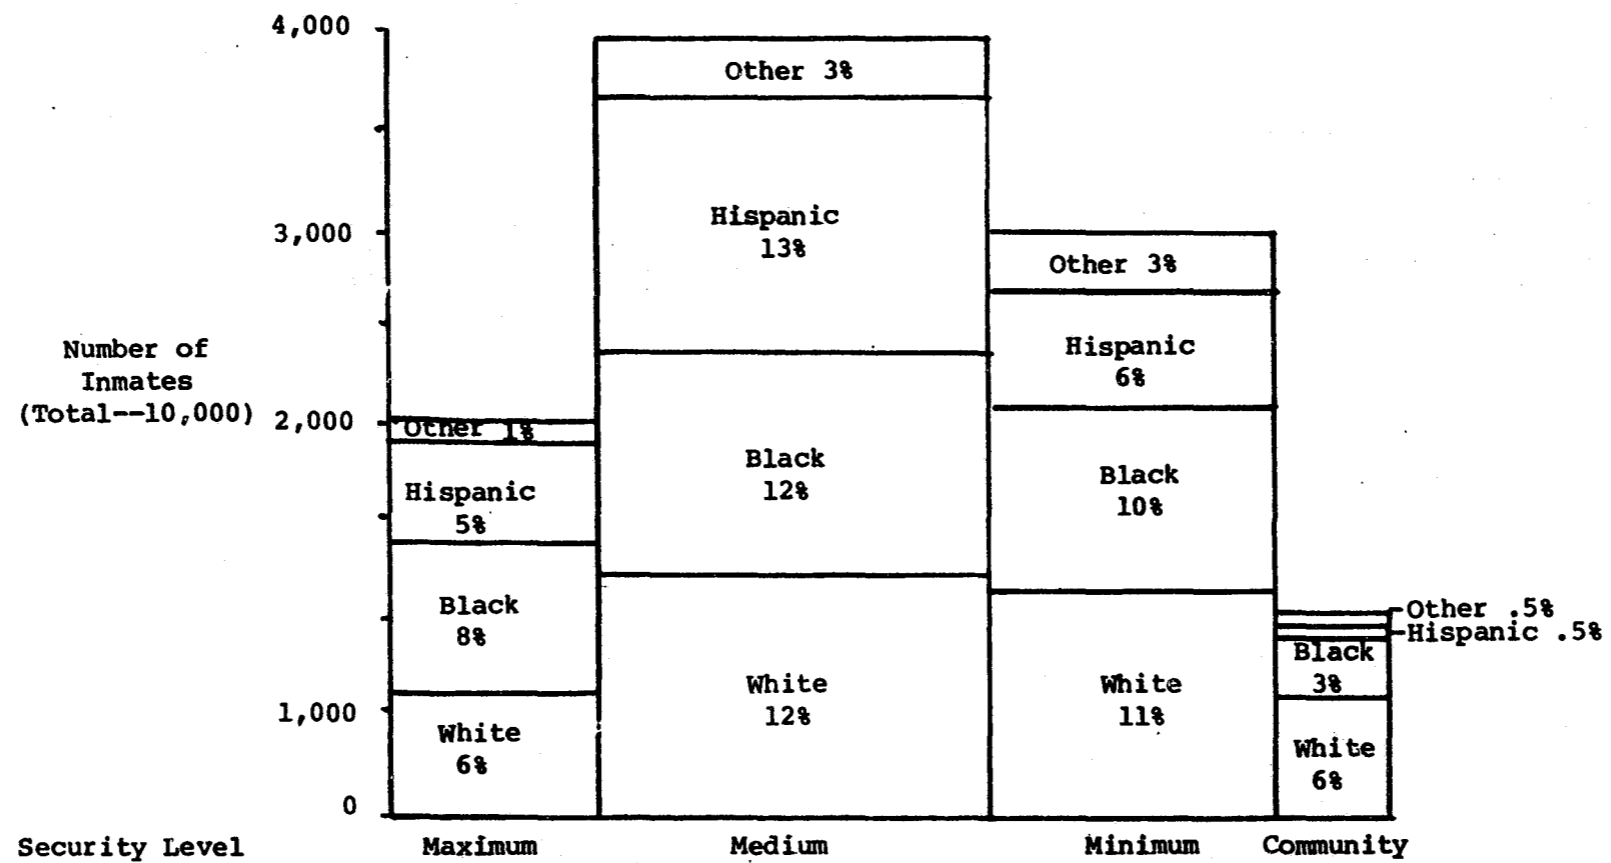 4,000
3,000
2,000
1,000
0
Number of
Inmates
(Total--10,000)
Other 1%
Hispanic
5%
Black
8%
White
6%
Other 3%
Hispanic
13%
Black
12%
White
12%
Other 3%
Hispanic
6%
Black
10%
White
11%
Other .5%
Hispanic .5%
Black
3%
White
6%
Security Level Maximum Medium Minimum Community